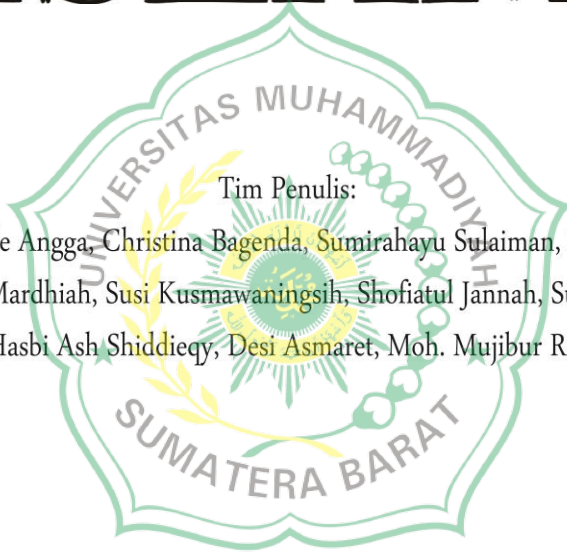 UNIVERSITAS MUHAMMADIYAH
Tim Penulis:
e Angga, Christina Bagenda, Sumirahayu Sulaiman,
Mardhiah, Susi Kusmawaningsih, Shofiatul Jannah, Su
Hasbi Ash Shiddieqy, Desi Asmaret, Moh. Mujibur R
SUMATERA BARAT